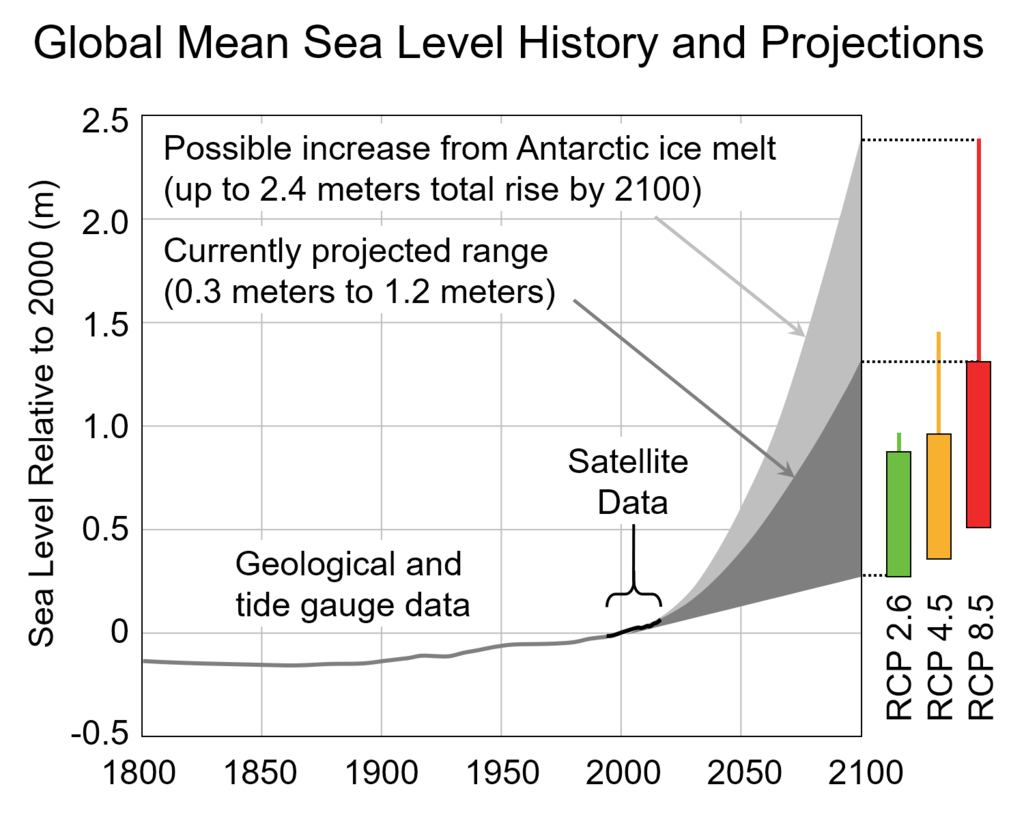 Global Mean Sea Level History and Projections
2.5
Possible increase from Antarctic ice melt
(up to 2.4 meters total rise by 2100)
2.0
Currently projected range
(0.3 meters to 1.2 meters)
1.5
1.0
Satellite
Data
0.5
Geological and
tide gauge data
0
-0.5
Sea Level Relative to 2000 (m)
1800
1850
1900
1950
2000
2050
2100
RCP 2.6
RCP 4.5
RCP 8.5